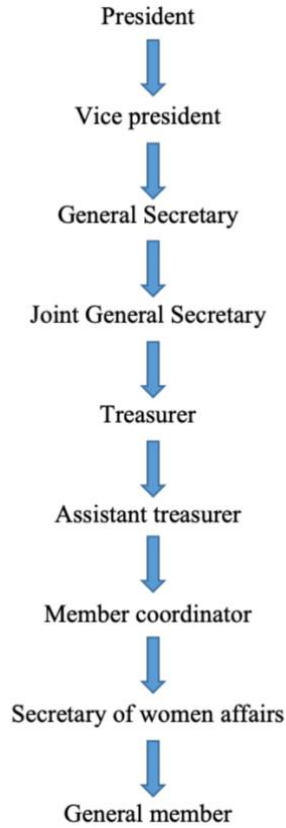 President
Vice president
General Secretary
Joint General Secretary
Treasurer
Assistant treasurer
Member coordinator
Secretary of women affairs
General member